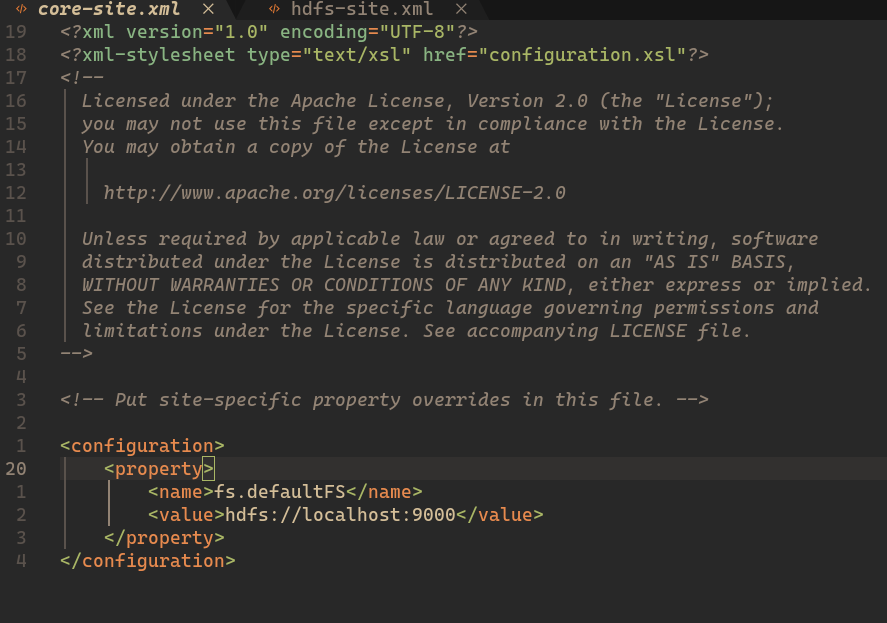 core-site.xml × hdfs-site.xml ×
19 <?xml version="1.0" encoding="UTF-8"?>
18 <?xml-stylesheet type="text/xsl" href="configuration.xsl"?>
17 <!--
16 Licensed under the Apache License, Version 2.0 (the "License");
15 you may not use this file except in compliance with the License.
14 You may obtain a copy of the License at
13
12 http://www.apache.org/licenses/LICENSE-2.0
11
10 Unless required by applicable law or agreed to in writing, software
9 distributed under the License is distributed on an "AS IS" BASIS,
8 WITHOUT WARRANTIES OR CONDITIONS OF ANY KIND, either express or implied.
7 See the License for the specific language governing permissions and
6 limitations under the License. See accompanying LICENSE file.
5 -->
4
3 <!-- Put site-specific property overrides in this file. -->
2
1 <configuration>
20 <property>
1 <name>fs.defaultFS</name>
2 <value>hdfs://localhost:9000</value>
3 </property>
4 </configuration>